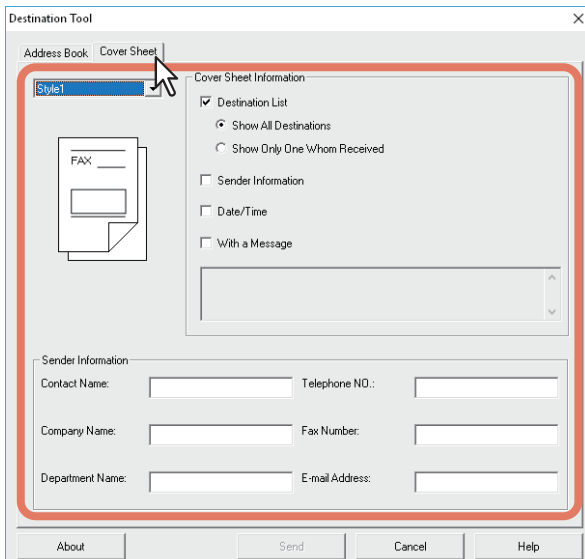 Destination Tool
Address Book Cover Sheet
Style1
FAX
Cover Sheet Information
Destination List
Show All Destinations
Show Only One Whom Received
Sender Information
Date/Time
With a Message
Sender Information
Contact Name: Telephone NO.:
Company Name: Fax Number:
Department Name: E-mail Address:
About Send Cancel Help